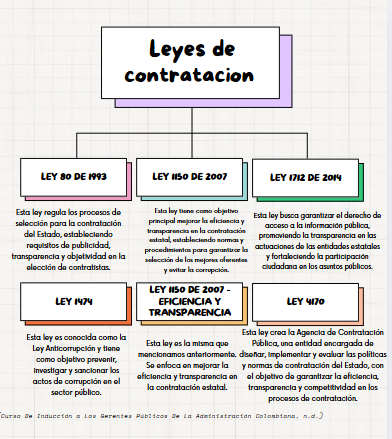 Leyes de
contratacion
LEY 80 DE 1993
Esta ley regula los procesos de
selección para la contratación
del Estado, estableciendo
requisitos de publicidad,
transparencia y objetividad en la
elección de contratistas.
LEY 1150 DE 2007
Esta ley tiene como objetivo
principal mejorar la eficiencia y
transparencia en la contratación
estatal, estableciendo normas y
procedimientos para garantizar la
selección de los mejores oferentes
y evitar la corrupción.
LEY 1712 DE 2014
Esta ley busca garantizar el derecho de
acceso a la información pública,
promoviendo la transparencia en las
actuaciones de las entidades estatales
y fortaleciendo la participación
ciudadana en los asuntos públicos.
LEY 1474
Esta ley es conocida como la
Ley Anticorrupción y tiene
como objetivo prevenir,
investigar y sancionar los
actos de corrupción en el
sector público.
LEY 1150 DE 2007 -
EFICIENCIA Y
TRANSPARENCIA
Esta ley es la misma que
mencionamos anteriormente.
Se enfoca en mejorar la
eficiencia y transparencia en
la contratación estatal.
LEY 4170
Esta ley crea la Agencia de Contratación
Pública, una entidad encargada de
diseñar, implementar y evaluar las políticas
y normas de contratación del Estado, con
el objetivo de garantizar la eficiencia,
transparencia y competitividad en los
procesos de contratación.
(Curso De Inducción a Los Gerentes Públicos De La Administración Colombiana, n.d.)